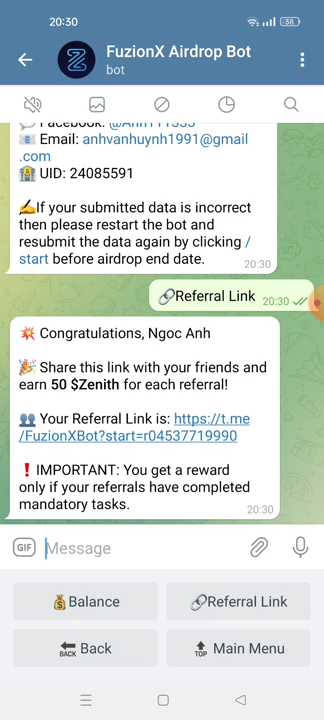 20:30
38
FuzionX Airdrop Bot
bot
Email: anhvanhuynh1991@gmail
.com
UID: 24085591
✍If your submitted data is incorrect
then please restart the bot and
resubmit the data again by clicking /
start before airdrop end date.
20:30
🔗Referral Link 20:30
💥 Congratulations, Ngoc Anh
🎉 Share this link with your friends and
earn 50 $Zenith for each referral!
👥 Your Referral Link is: https://t.me
/FuzionXBot?start=r04537719990
❗ IMPORTANT: You get a reward
only if your referrals have completed
mandatory tasks.
20:30
GIF Message
💰Balance
🔗Referral Link
🔙 Back
🔝 Main Menu